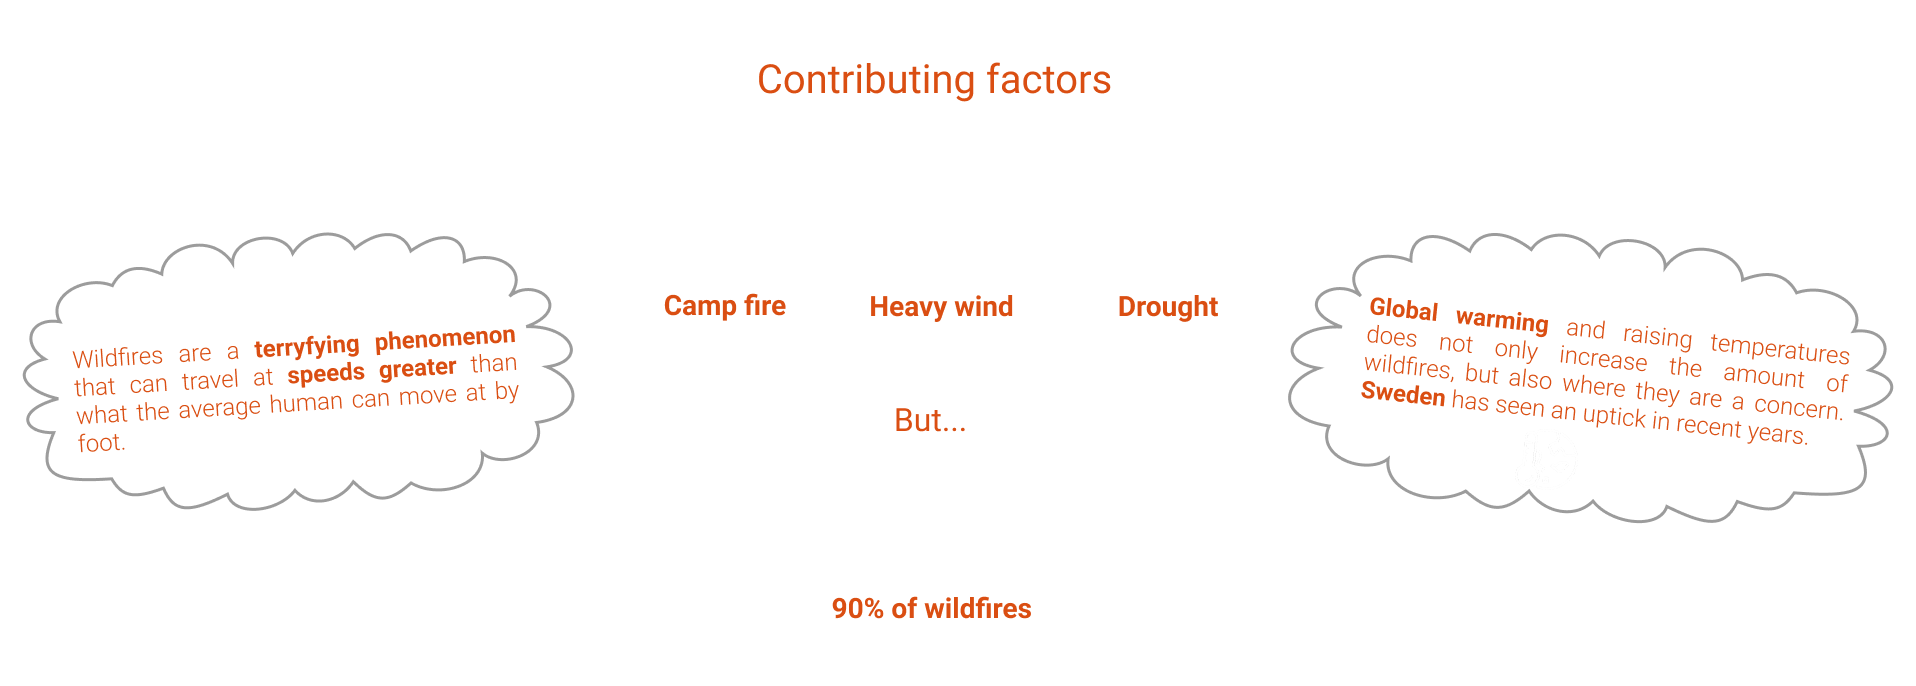 Contributing factors
Wildfires are a terryfying phenomenon
that can travel at speeds greater than
what the average human can move at by
foot.
Camp fire
Heavy wind
Drought
But...
90% of wildfires
Global warming and raising temperatures
does not only increase the amount of
wildfires, but also where they are a concern.
Sweden has seen an uptick in recent years.